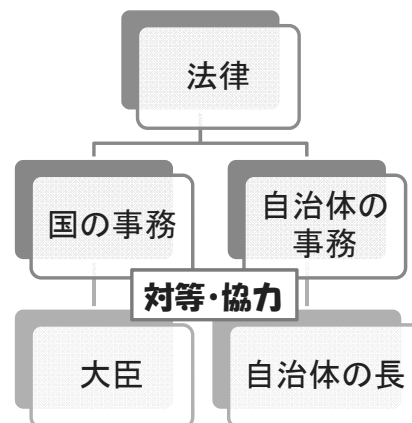 法律
国の事務
自治体の
事務
対等・協力
大臣
自治体の長